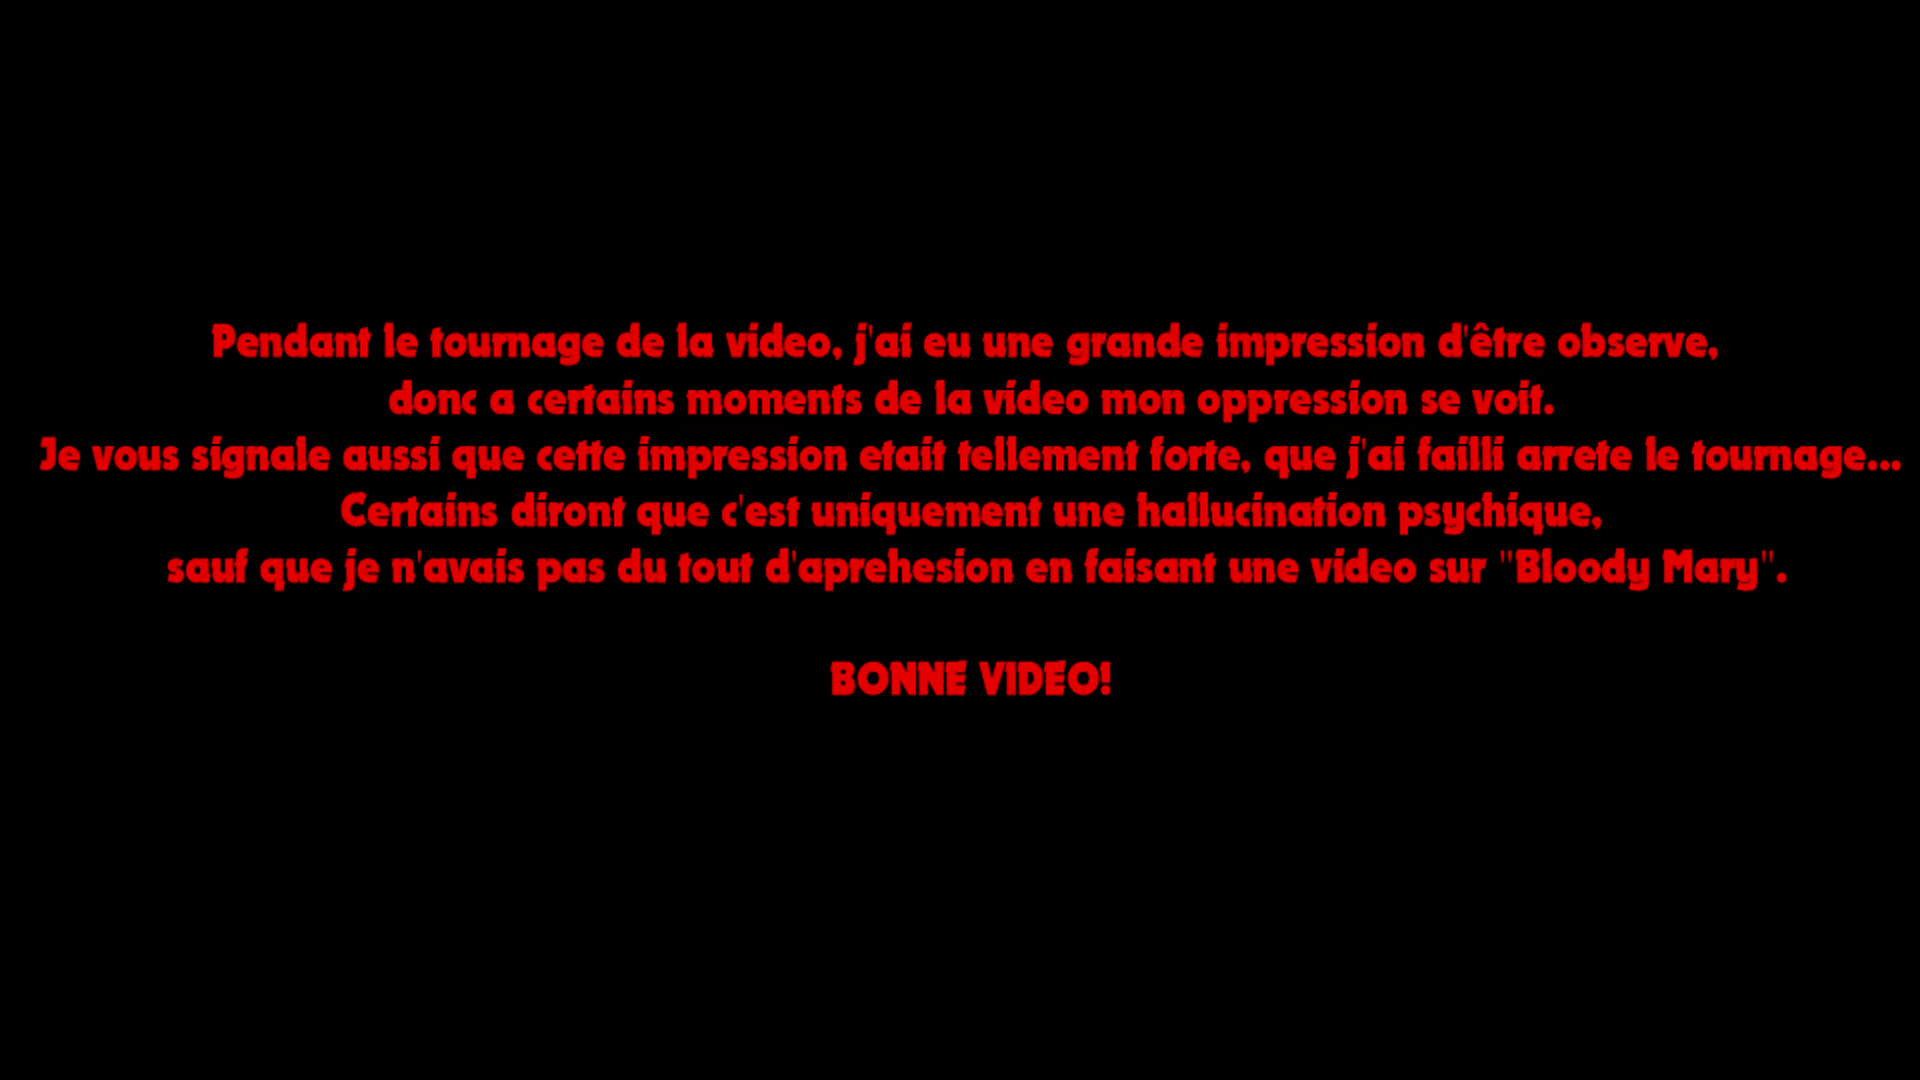 Pendant le tournage de la video, j'ai eu une grande impression d'être observe,
donc a certains moments de la video mon oppression se voit.
Je vous signale aussi que cette impression etait tellement forte, que j'ai failli arrete le tournage...
Certains diront que c'est uniquement une hallucination psychique,
sauf que je n'avais pas du tout d'aprehesion en faisant une video sur "Bloody Mary".
BONNE VIDEO!